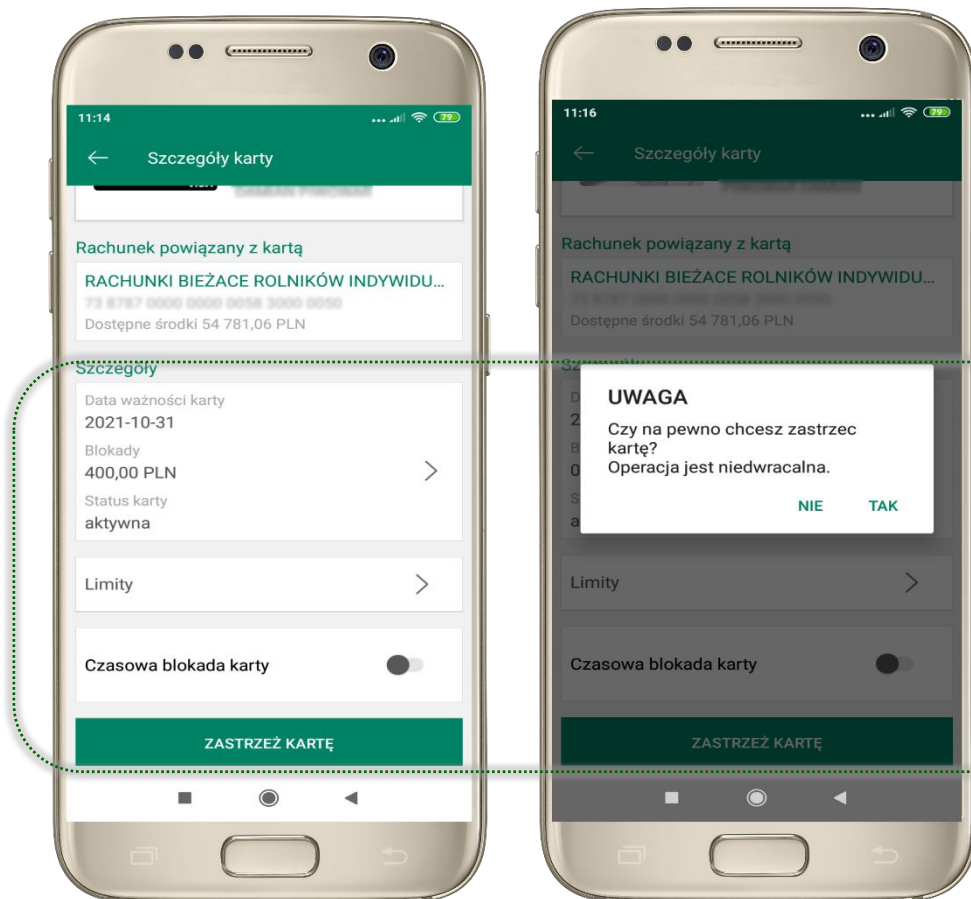 11:14
79
Szczegóły karty
Rachunek powiązany z kartą
RACHUNKI BIEŻACE ROLNIKÓW INDYWIDU...
Dostępne środki 54 781,06 PLN
Szczegóły
Data ważności karty
2021-10-31
Blokady
400,00 PLN
Status karty
aktywna
Limity
Czasowa blokada karty
ZASTRZEŻ KARTĘ
11:16
79
Szczegóły karty
Rachunek powiązany z kartą
RACHUNKI BIEŻACE ROLNIKÓW INDYWIDU...
Dostępne środki 54 781,06 PLN
UWAGA
Czy na pewno chcesz zastrzec
kartę?
Operacja jest niedwracalna.
NIE TAK
Limity
Czasowa blokada karty
ZASTRZEŻ KARTĘ